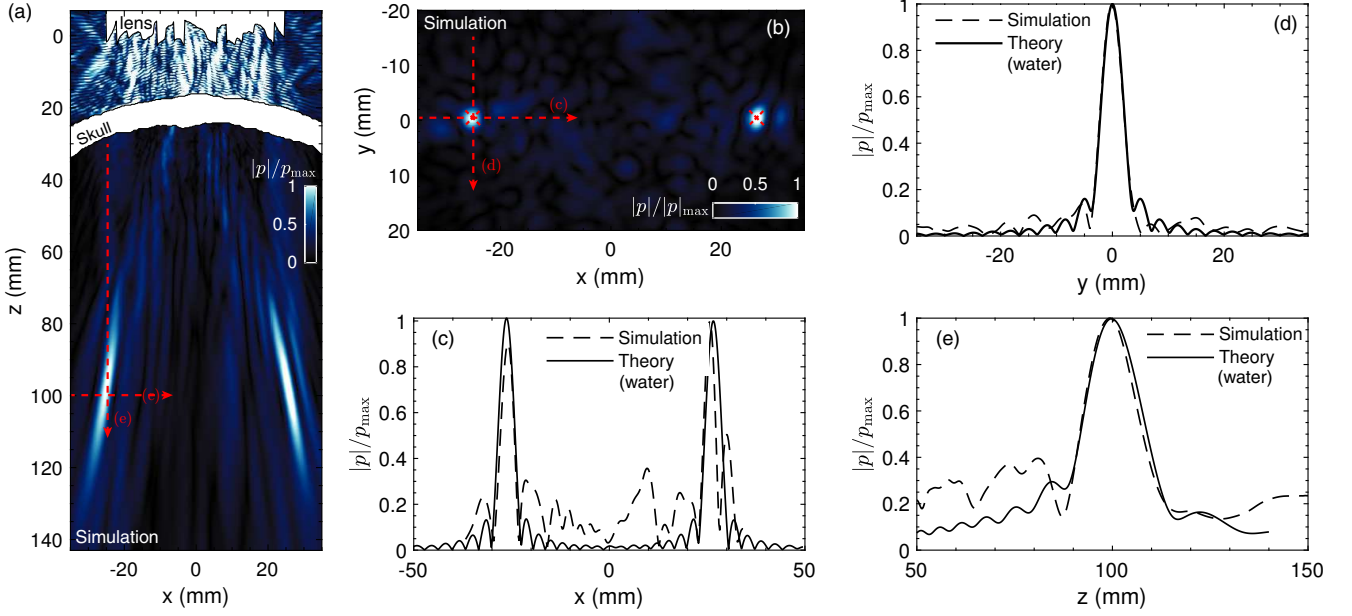 (a)
lens
0
20
40
60
80
100
120
140
z (mm)
Skull
|p|/p_max
1
0.5
0
(c)
(e)
Simulation
-20
0
20
x (mm)
Simulation
(b)
-20
-10
0
10
20
y (mm)
(c)
(d)
0
0.5
1
|p|/|p|_max
-20
0
20
x (mm)
(c)
Simulation
Theory
(water)
1
0.8
0.6
0.4
0.2
0
|p|/p_max
-50
0
50
x (mm)
(d)
Simulation
Theory
(water)
1
0.8
0.6
0.4
0.2
0
|p|/p_max
-20
0
20
y (mm)
(e)
Simulation
Theory
(water)
1
0.8
0.6
0.4
0.2
0
|p|/p_max
50
100
150
z (mm)